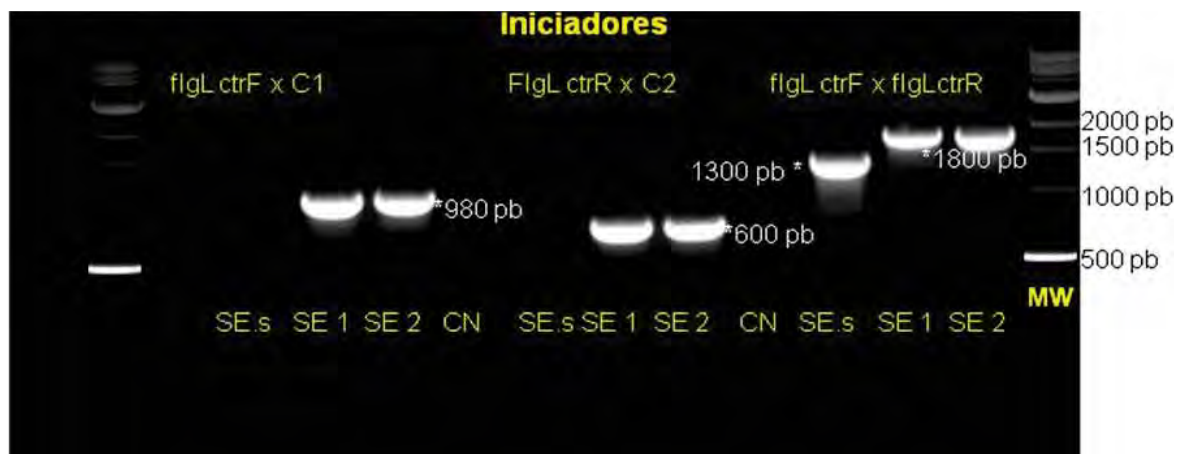 Iniciadores
flgL ctrF x C1 FlgL ctrR x C2 flgL ctrF x flgLctrR
2000 pb
1500 pb
1300 pb * *1800 pb
1000 pb
*980 pb
*600 pb
500 pb
MW
SE.s SE 1 SE 2 CN SE.s SE 1 SE 2 CN SE.s SE 1 SE 2